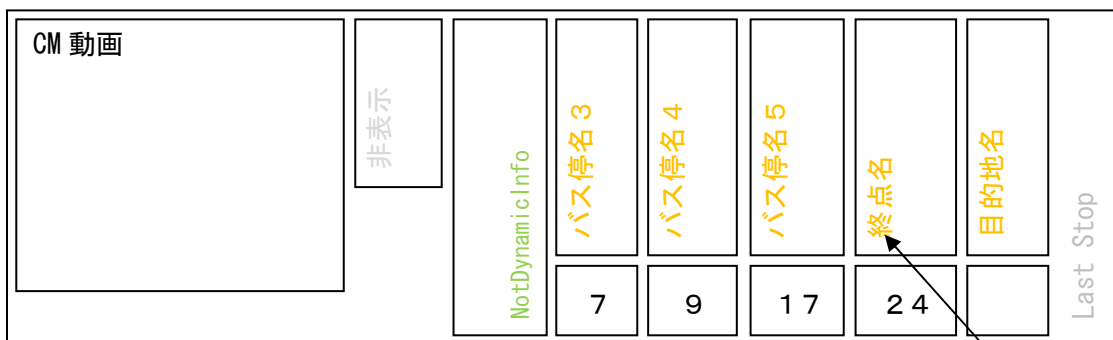 CM 動画
非表示
NotDynamicInfo
バス停名３
バス停名４
バス停名５
終点名
目的地名
Last Stop
７
９
１７
２４